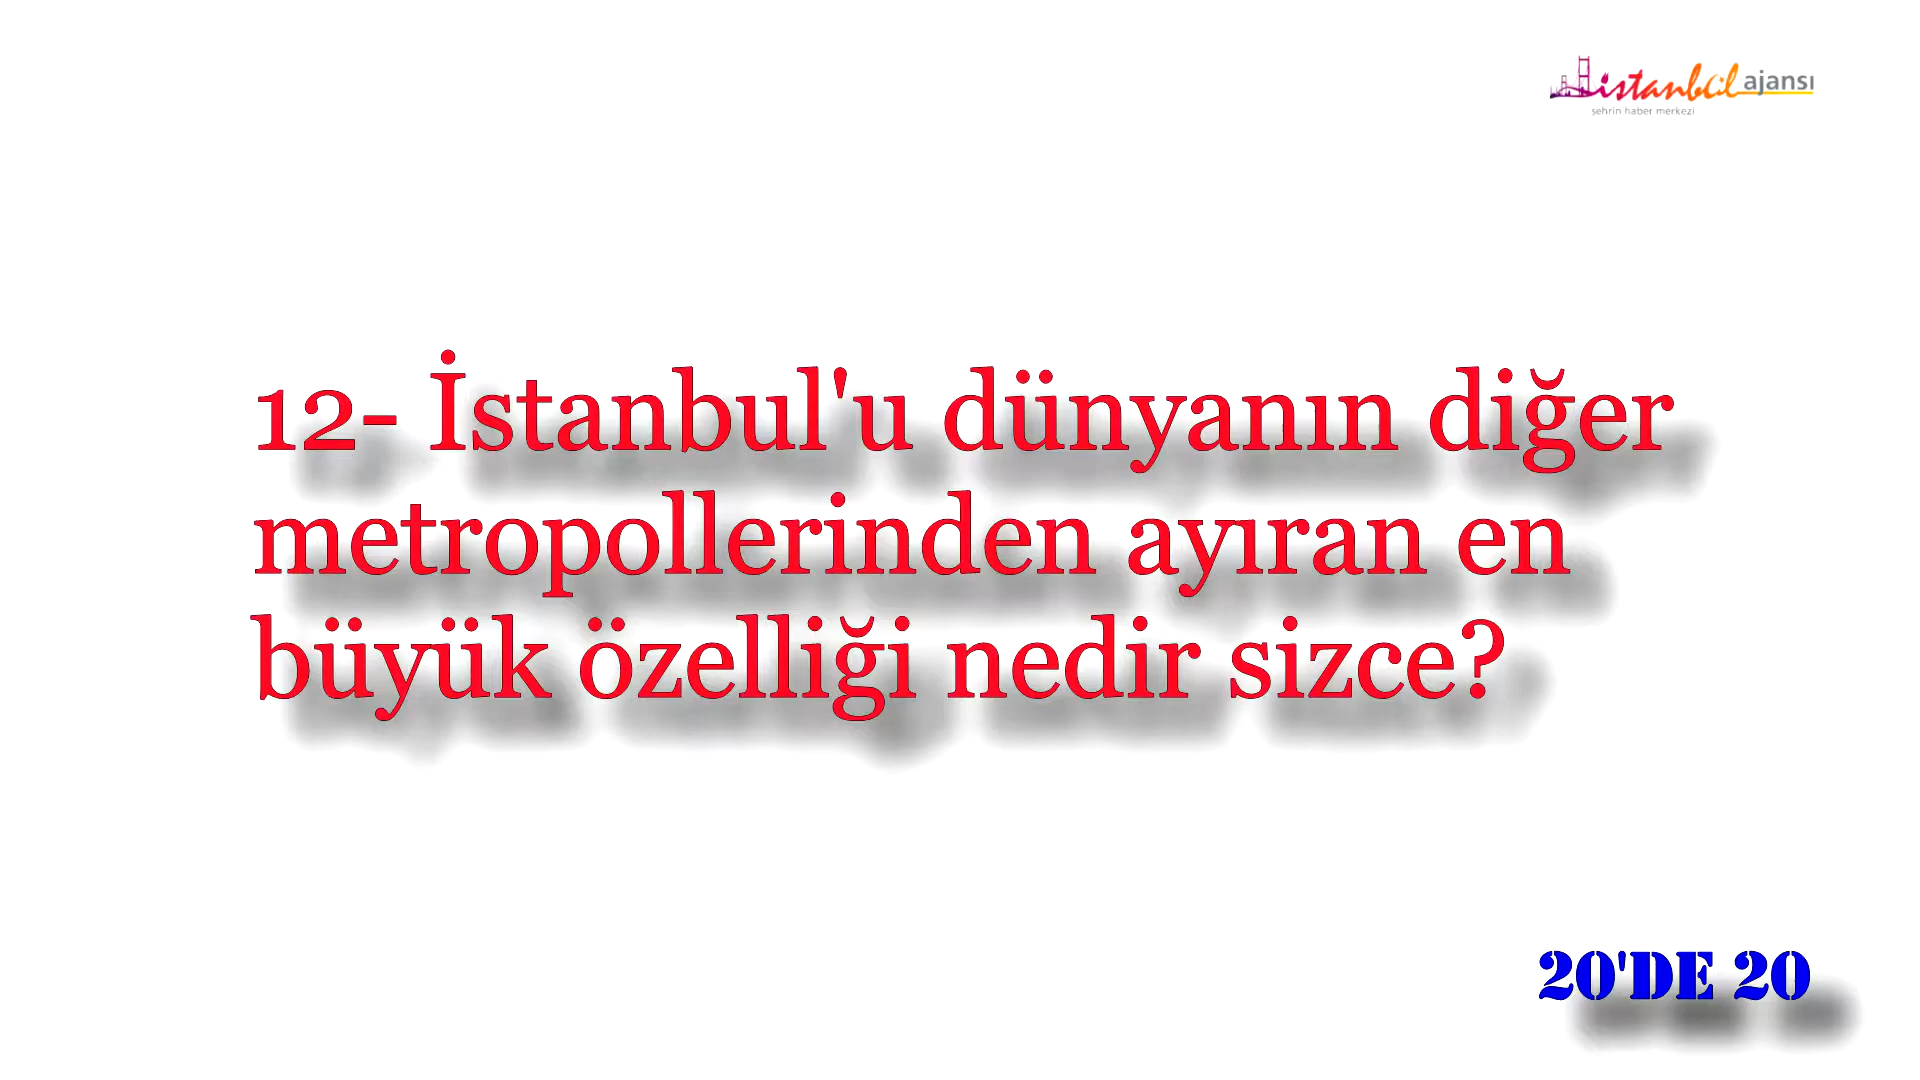 istanbul ajansı
şehrin haber merkezi
12- İstanbul'u dünyanın diğer
metropollerinden ayıran en
büyük özelliği nedir sizce?
20'DE 20